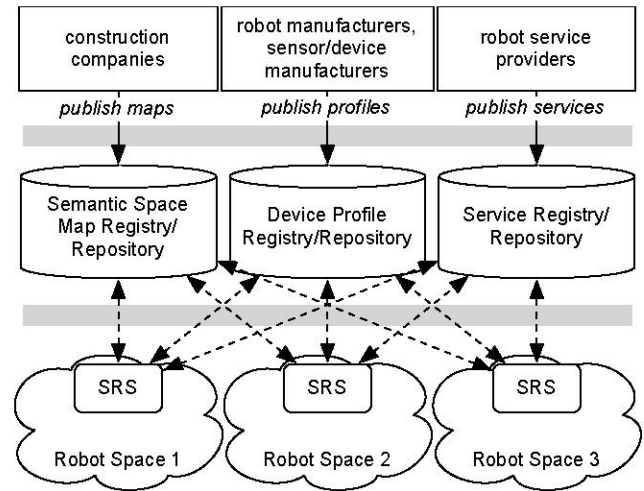 construction
companies
robot manufacturers,
sensor/device
manufacturers
robot service
providers
publish maps
publish profiles
publish services
Semantic Space
Map Registry/
Repository
Device Profile
Registry/Repository
Service Registry/
Repository
SRS
SRS
SRS
Robot Space 1
Robot Space 2
Robot Space 3